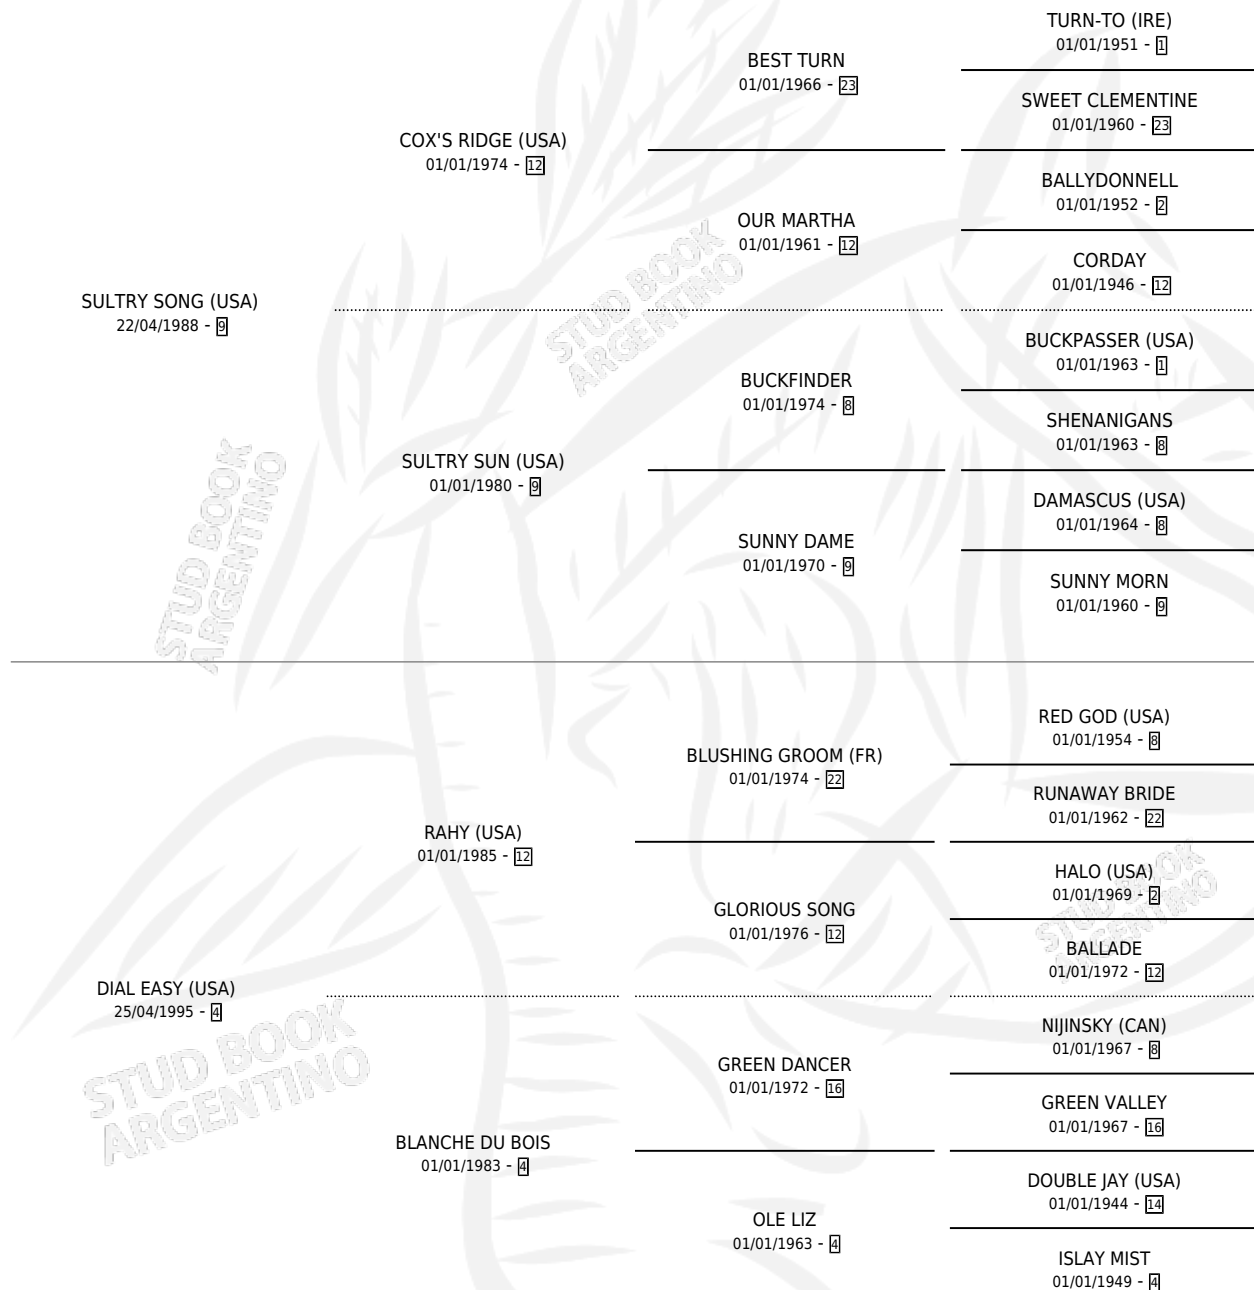 TURN-TO (IRE)
01/01/1951 - 1
BEST TURN
01/01/1966 - 23
SWEET CLEMENTINE
01/01/1960 - 23
COX'S RIDGE (USA)
01/01/1974 - 12
BALLYDONNELL
01/01/1952 - 2
OUR MARTHA
01/01/1961 - 12
CORDAY
01/01/1946 - 12
SULTRY SONG (USA)
22/04/1988 - 9
STUD BOOK
ARGENTINO
BUCKPASSER (USA)
01/01/1963 - 1
BUCKFINDER
01/01/1974 - 8
SHENANIGANS
01/01/1963 - 8
SULTRY SUN (USA)
01/01/1980 - 9
DAMASCUS (USA)
01/01/1964 - 8
SUNNY DAME
01/01/1970 - 9
SUNNY MORN
01/01/1960 - 9
STUD BOOK
ARGENTINO
RED GOD (USA)
01/01/1954 - 8
BLUSHING GROOM (FR)
01/01/1974 - 22
RUNAWAY BRIDE
01/01/1962 - 22
RAHY (USA)
01/01/1985 - 12
HALO (USA)
01/01/1969 - 2
GLORIOUS SONG
01/01/1976 - 12
BALLADE
01/01/1972 - 12
STUD BOOK
ARGENTINO
DIAL EASY (USA)
25/04/1995 - 4
NIJINSKY (CAN)
01/01/1967 - 8
GREEN DANCER
01/01/1972 - 16
GREEN VALLEY
01/01/1967 - 16
STUD BOOK
ARGENTINO
BLANCHE DU BOIS
01/01/1983 - 4
DOUBLE JAY (USA)
01/01/1944 - 14
OLE LIZ
01/01/1963 - 4
ISLAY MIST
01/01/1949 - 4